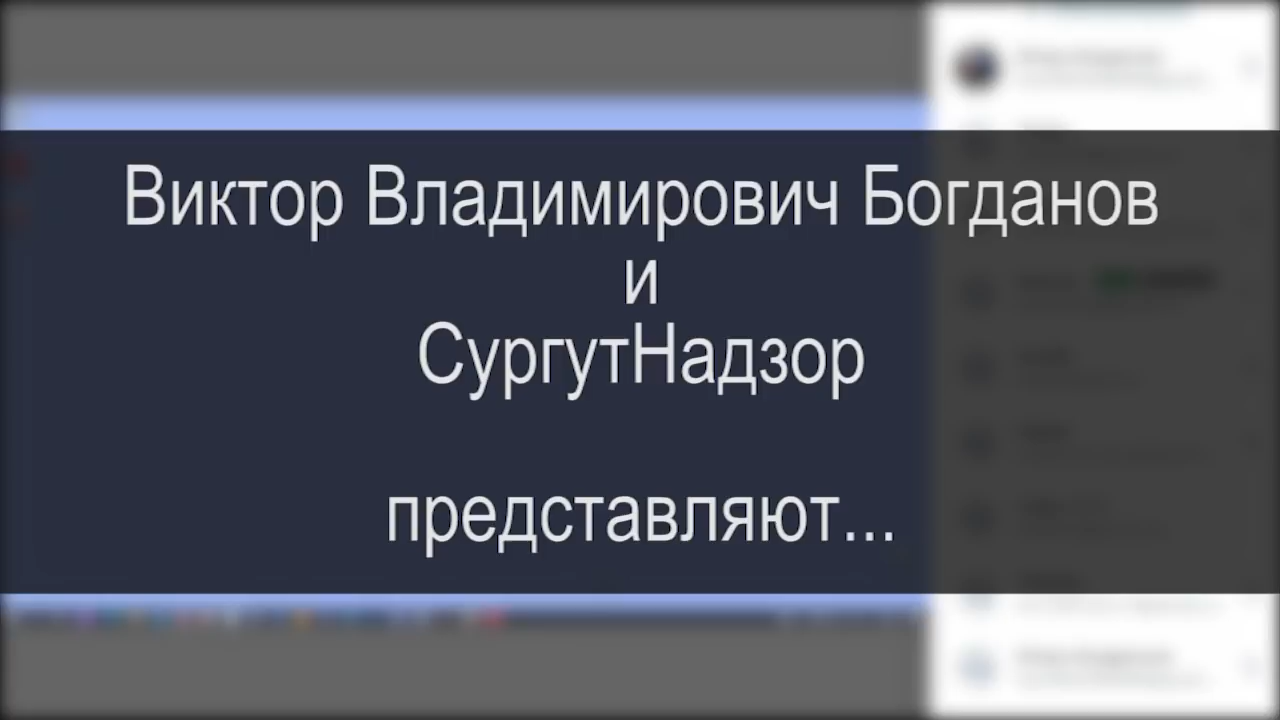 Виктор Владимирович Богданов
и
СургутНадзор
представляют...